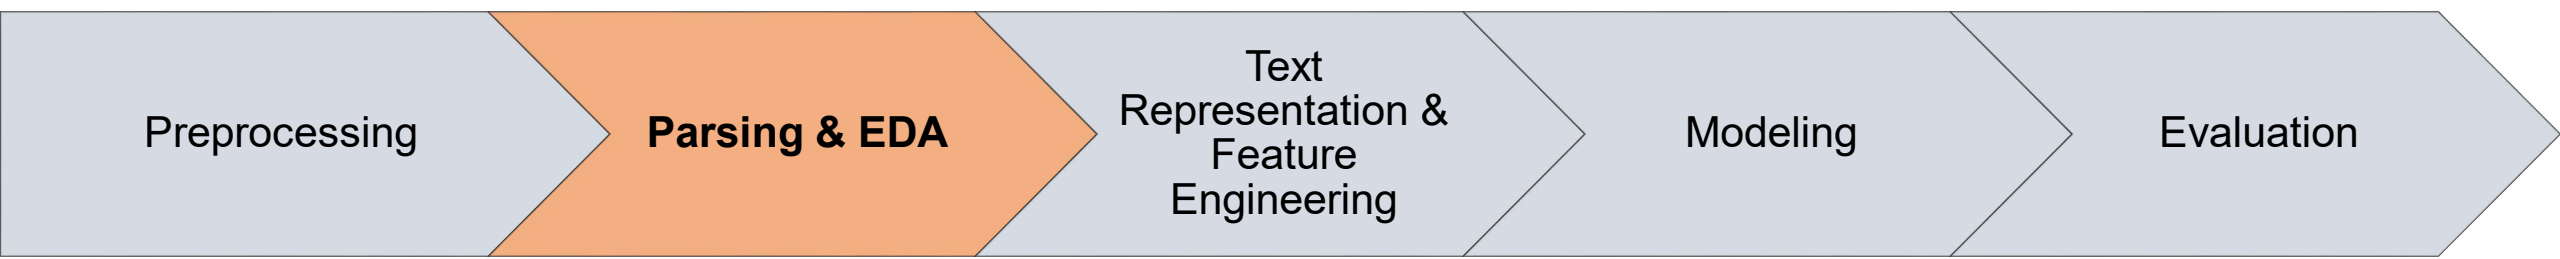 Preprocessing
Parsing & EDA
Text
Representation &
Feature
Engineering
Modeling
Evaluation